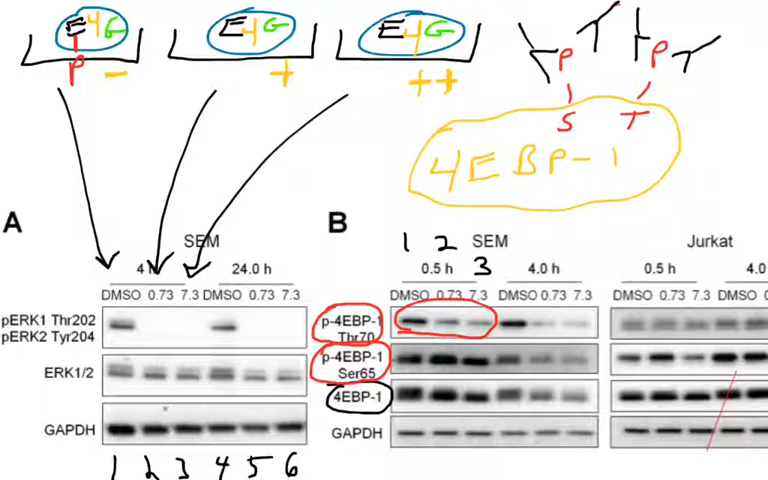 E4G E4G E4G
P - + ++
P P
S T
4EBP-1
A B
SEM
4 h 24.0 h
DMSO 0.73 7.3 DMSO 0.73 7.3
pERK1 Thr202
pERK2 Tyr204
ERK1/2
GAPDH
1 2 3 4 5 6
1 2 SEM 3 Jurkat
0.5 h 4.0 h 0.5 h 4.0
DMSO 0.73 7.3 DMSO 0.73 7.3 DMSO 0.73 7.3 DMSO 0
p-4EBP-1
Thr70
p-4EBP-1
Ser65
4EBP-1
GAPDH